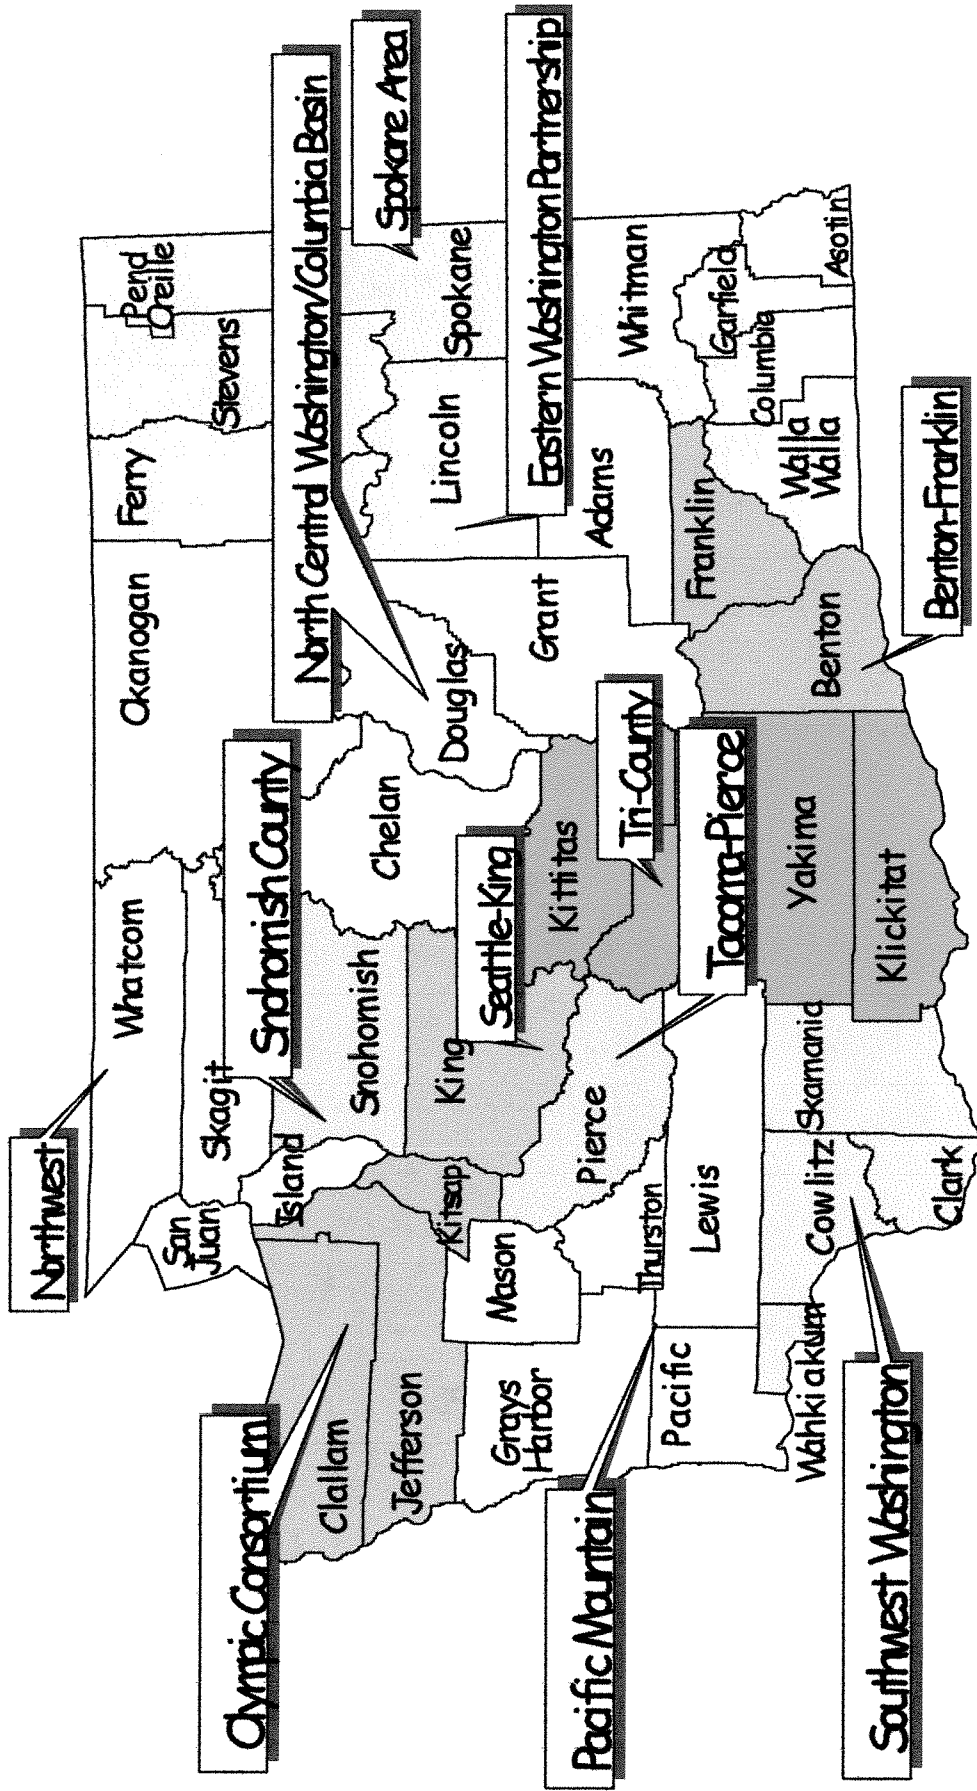 Northwest
Olympic Consortium
Snohomish County
North Central Washington/Columbia Basin
Spokane Area
Seattle-King
Eastern Washington Partnership
Pacific Mountain
Tri-County
Tacoma-Pierce
Southwest Washington
Benton-Franklin
Whatcom
Okanogan
Ferry
Pend
Oreille
San
Juan
Skagit
Stevens
Island
Clallam
Snohomish
Chelan
Jefferson
Kitsap
King
Douglas
Lincoln
Spokane
Mason
Grays
Harbor
Kittitas
Grant
Pierce
Adams
Whitman
Thurston
Pacific
Lewis
Franklin
Garfield
Columbia
Wahkiakum
Cowlitz
Skamania
Yakima
Benton
Walla
Walla
Asotin
Clark
Klickitat